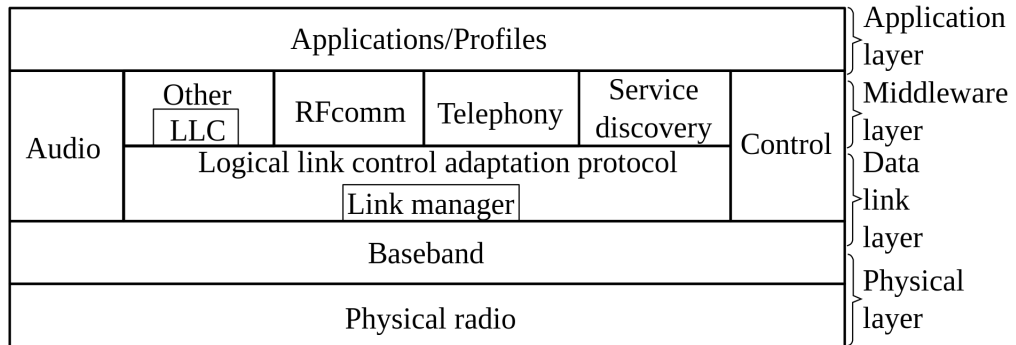 Applications/Profiles
Application
layer
Audio
Other
LLC
RFcomm
Telephony
Service
discovery
Control
Middleware
layer
Logical link control adaptation protocol
Link manager
Data
link
layer
Baseband
Physical radio
Physical
layer